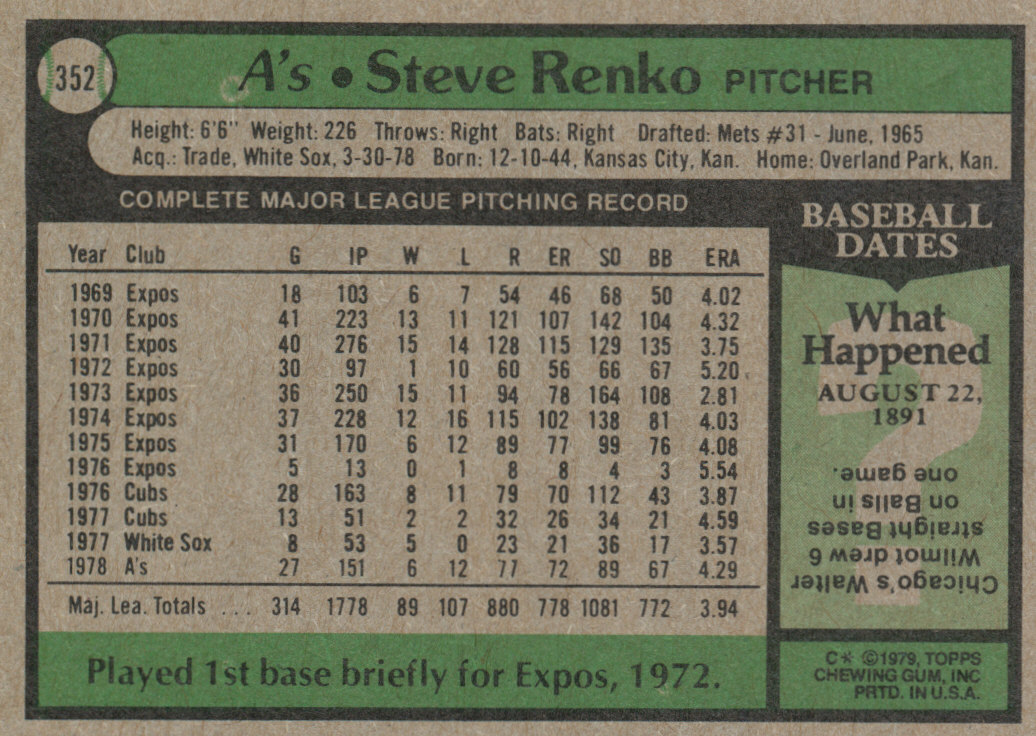 352
A's • Steve Renko PITCHER
Height: 6'6" Weight: 226 Throws: Right Bats: Right Drafted: Mets #31 - June, 1965
Acq.: Trade, White Sox, 3-30-78 Born: 12-10-44, Kansas City, Kan. Home: Overland Park, Kan.
COMPLETE MAJOR LEAGUE PITCHING RECORD
Year Club G IP W L R ER SO BB ERA
1969 Expos 18 103 6 7 54 46 68 50 4.02
1970 Expos 41 223 13 11 121 107 142 104 4.32
1971 Expos 40 276 15 14 128 115 129 135 3.75
1972 Expos 30 97 1 10 60 56 66 67 5.20
1973 Expos 36 250 15 11 94 78 164 108 2.81
1974 Expos 37 228 12 16 115 102 138 81 4.03
1975 Expos 31 170 6 12 89 77 99 76 4.08
1976 Expos 5 13 0 1 8 8 4 3 5.54
1976 Cubs 28 163 8 11 79 70 112 43 3.87
1977 Cubs 13 51 2 2 32 26 34 21 4.59
1977 White Sox 8 53 5 0 23 21 36 17 3.57
1978 A's 27 151 6 12 77 72 89 67 4.29
Maj. Lea. Totals ... 314 1778 89 107 880 778 1081 772 3.94
Played 1st base briefly for Expos, 1972.
BASEBALL
DATES
What
Happened
AUGUST 22,
1891
Chicago's Walter
Wilmot drew 6
straight Bases
on Balls in
one game.
C* ©1979, TOPPS
CHEWING GUM, INC
PRTD. IN U.S.A.